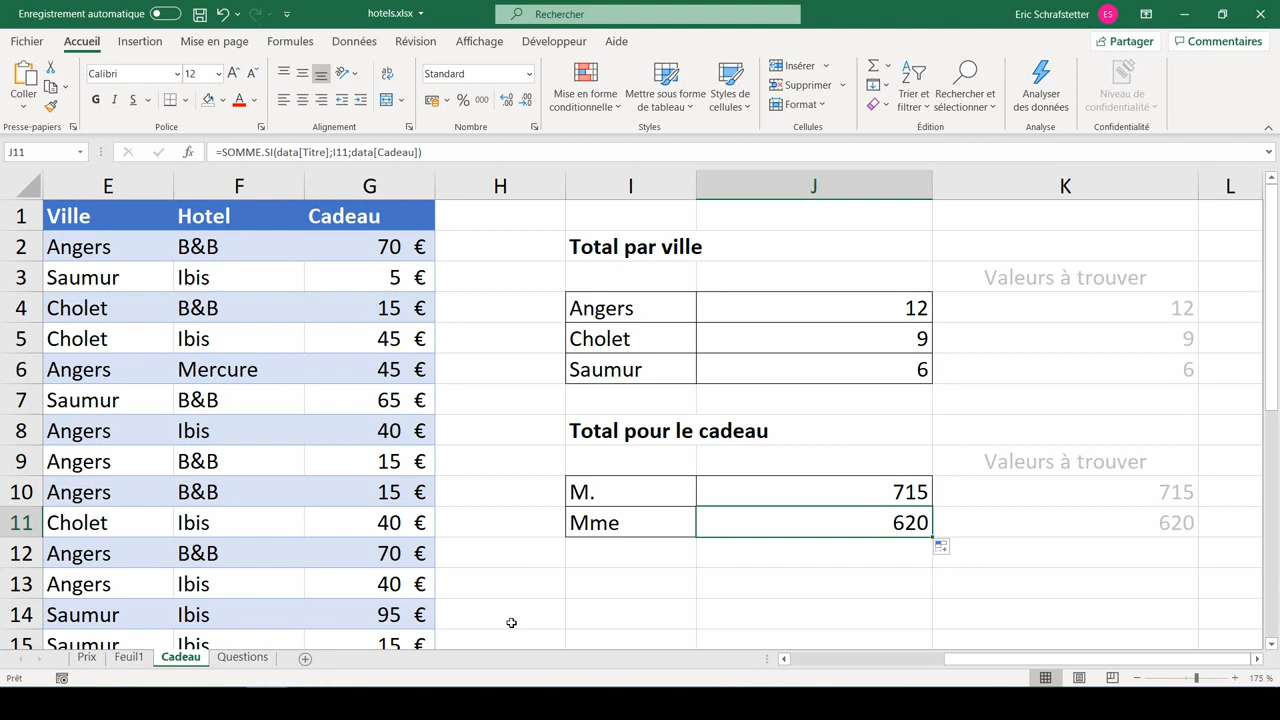 Enregistrement automatique
hotels.xlsx
Rechercher
Eric Schrafstetter
ES
Fichier
Accueil
Insertion
Mise en page
Formules
Données
Révision
Affichage
Développeur
Aide
Partager
Commentaires
Coller
Calibri
12
G I S
Standard
Mise en forme
conditionnelle
Mettre sous forme
de tableau
Styles de
cellules
Insérer
Supprimer
Format
Trier et
filtrer
Rechercher et
sélectionner
Analyser
des données
Niveau de
confidentialité
Presse-papiers
Police
Alignement
Nombre
Styles
Cellules
Édition
Analyse
Confidentialité
J11
fx
=SOMME.SI(data[Titre];I11;data[Cadeau])
E F G H I J K L
1 Ville Hotel Cadeau
2 Angers B&B 70 € Total par ville
3 Saumur Ibis 5 € Valeurs à trouver
4 Cholet B&B 15 € Angers 12 12
5 Cholet Ibis 45 € Cholet 9 9
6 Angers Mercure 45 € Saumur 6 6
7 Saumur B&B 65 €
8 Angers Ibis 40 € Total pour le cadeau
9 Angers B&B 15 € Valeurs à trouver
10 Angers B&B 15 € M. 715 715
11 Cholet Ibis 40 € Mme 620 620
12 Angers B&B 70 €
13 Angers Ibis 40 €
14 Saumur Ibis 95 €
15 Saumur Ibis 15 €
Prix
Feuil1
Cadeau
Questions
Prêt
175 %